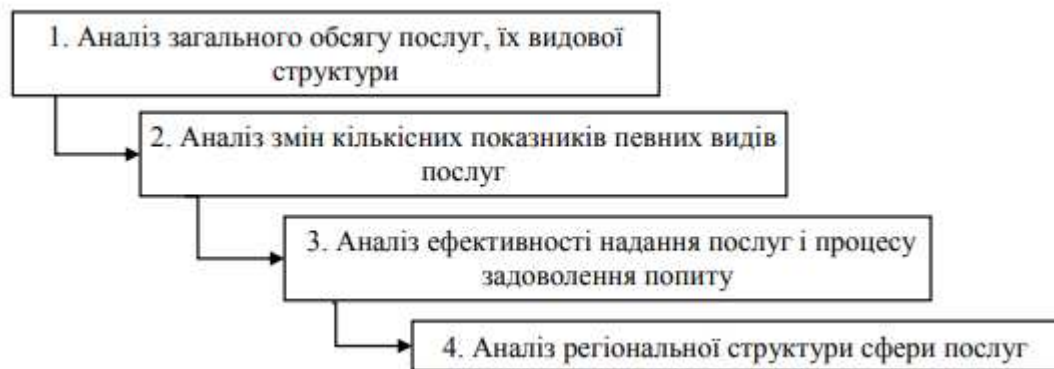 1. Аналіз загального обсягу послуг, їх видової
структури
2. Аналіз змін кількісних показників певних видів
послуг
3. Аналіз ефективності надання послуг і процесу
задоволення попиту
4. Аналіз регіональної структури сфери послуг